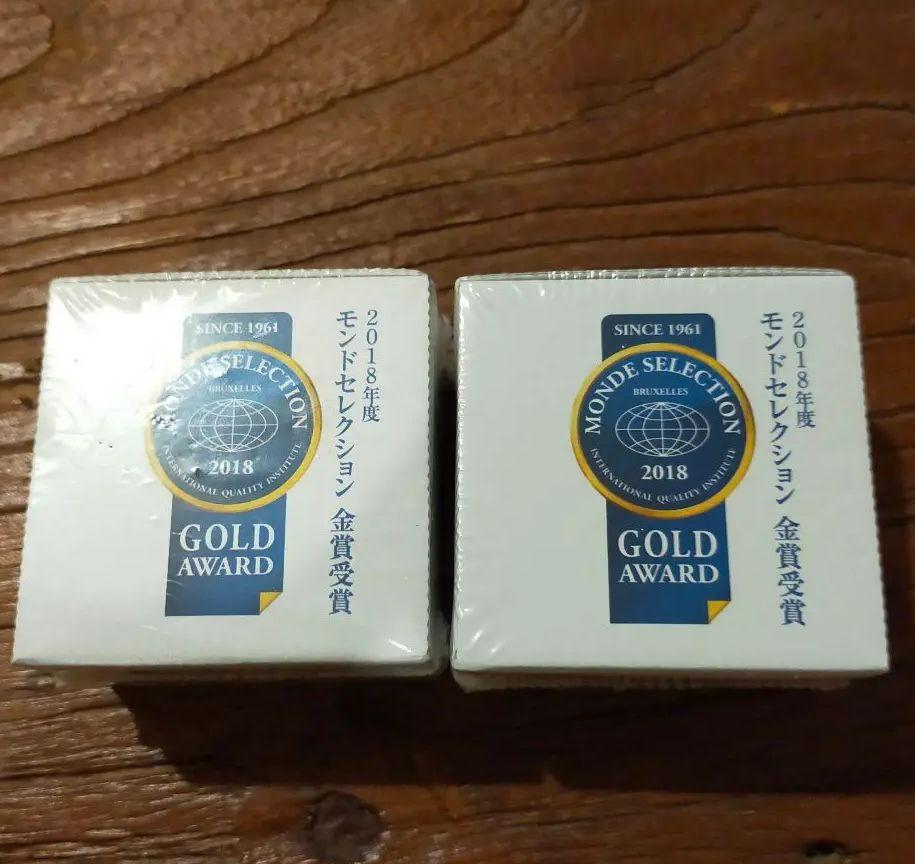 SINCE 1961
MONDE SELECTION
BRUXELLES
2018
INTERNATIONAL QUALITY INSTITUTE
GOLD
AWARD
2018年度
モンドセレクション 金賞受賞
SINCE 1961
MONDE SELECTION
BRUXELLES
2018
INTERNATIONAL QUALITY INSTITUTE
GOLD
AWARD
2018年度
モンドセレクション 金賞受賞